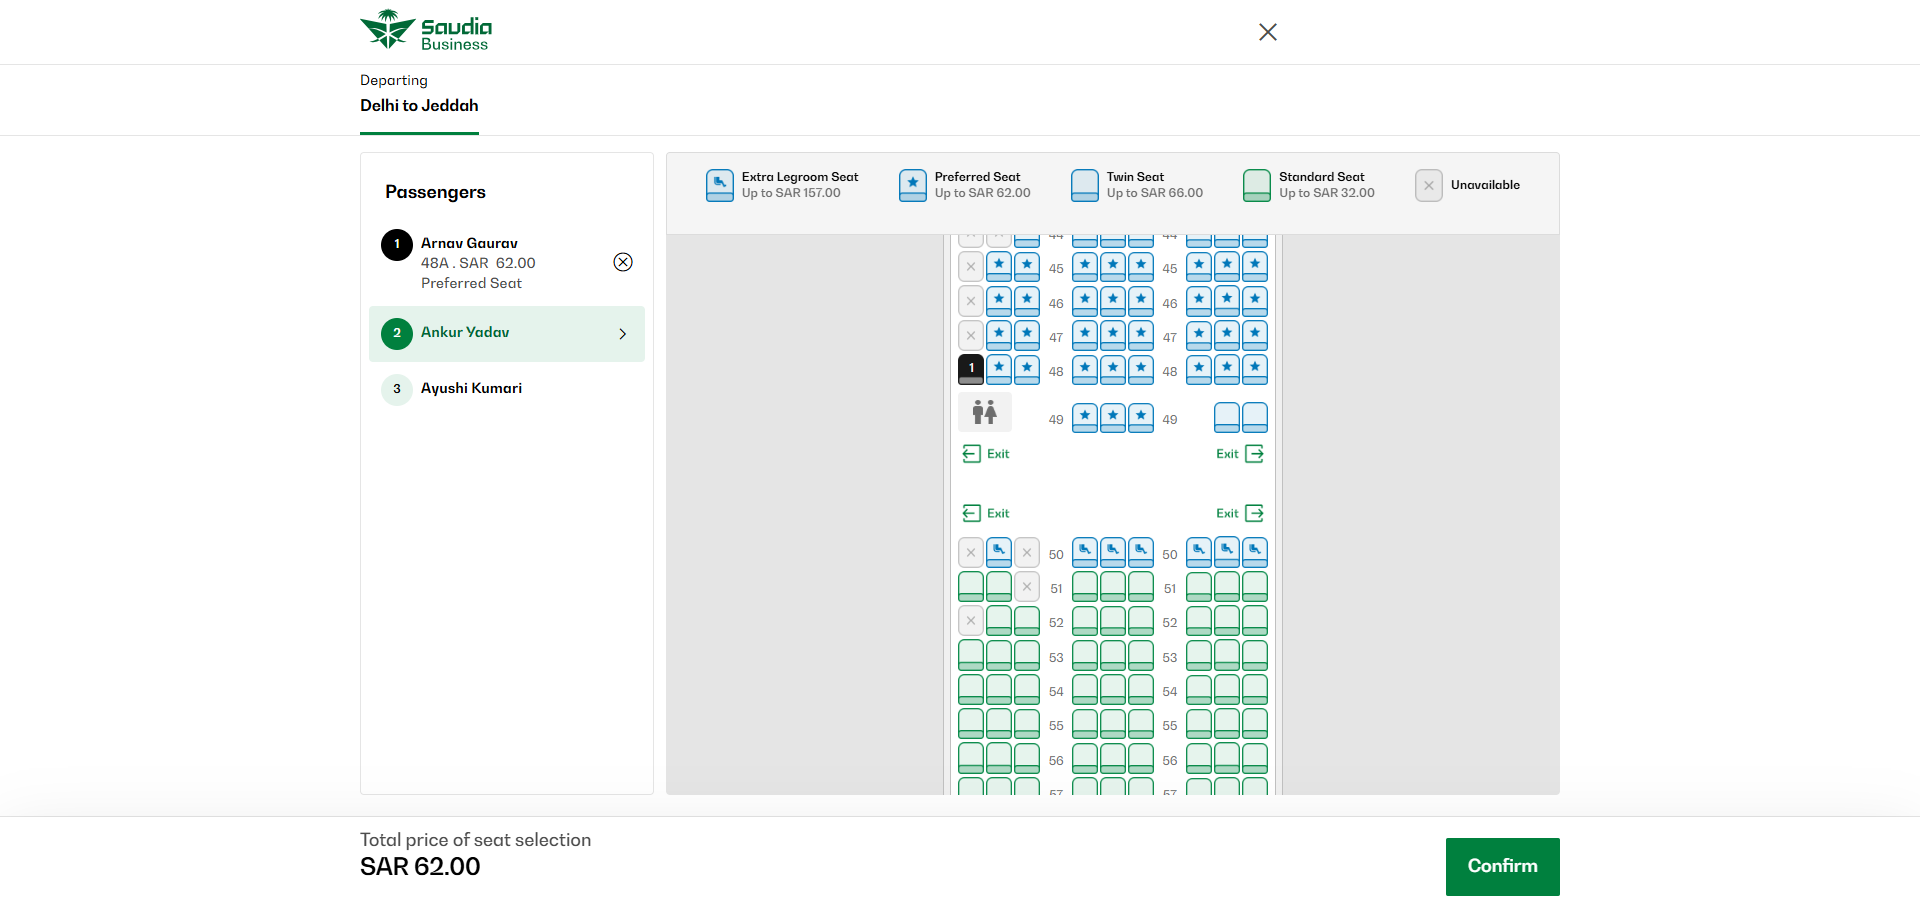 Saudia
Business
Departing
Delhi to Jeddah
Passengers
1 Arnav Gaurav
48A . SAR 62.00
Preferred Seat
2 Ankur Yadav
3 Ayushi Kumari
Extra Legroom Seat
Up to SAR 157.00
Preferred Seat
Up to SAR 62.00
Twin Seat
Up to SAR 66.00
Standard Seat
Up to SAR 32.00
Unavailable
44 44
45 45
46 46
47 47
1 48 48
49 49
Exit Exit
Exit Exit
50 50
51 51
52 52
53 53
54 54
55 55
56 56
57 57
Total price of seat selection
SAR 62.00
Confirm